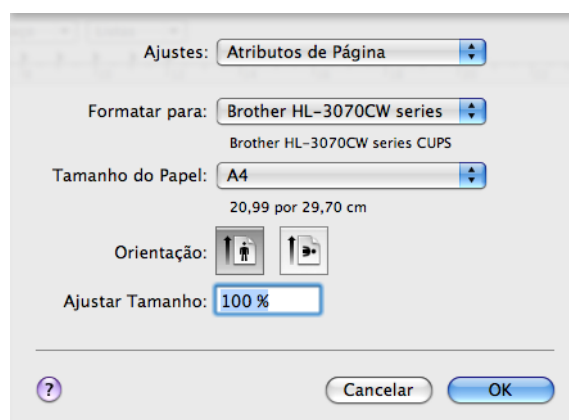 Ajustes: Atributos de Página
Formatar para: Brother HL-3070CW series
Brother HL-3070CW series CUPS
Tamanho do Papel: A4
20,99 por 29,70 cm
Orientação:
Ajustar Tamanho: 100 %
? Cancelar OK